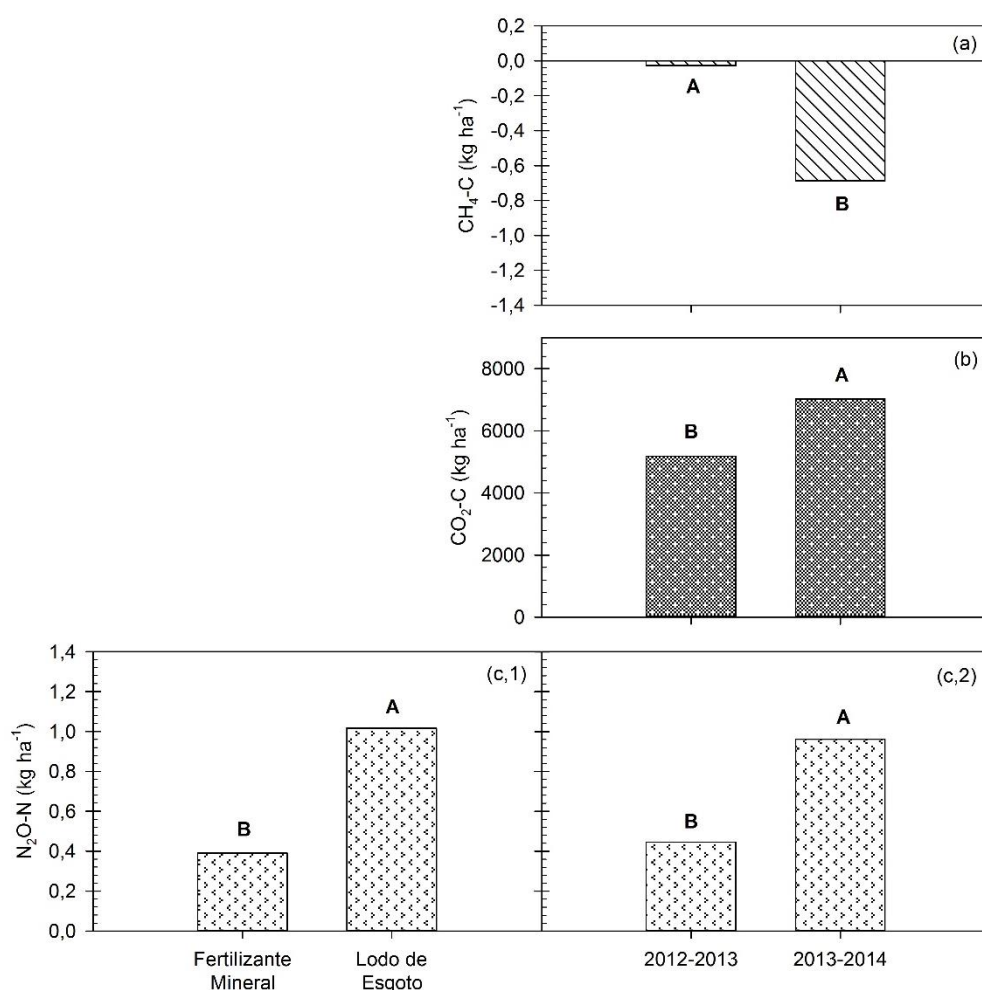 (a)
CH₄-C (kg ha⁻¹)
0,2
0,0
-0,2
-0,4
-0,6
-0,8
-1,0
-1,2
-1,4
A
B
(b)
CO₂-C (kg ha⁻¹)
8000
6000
4000
2000
0
B
A
(c,1)
N₂O-N (kg ha⁻¹)
1,4
1,2
1,0
0,8
0,6
0,4
0,2
0,0
B
A
Fertilizante
Mineral
Lodo de
Esgoto
(c,2)
B
A
2012-2013
2013-2014